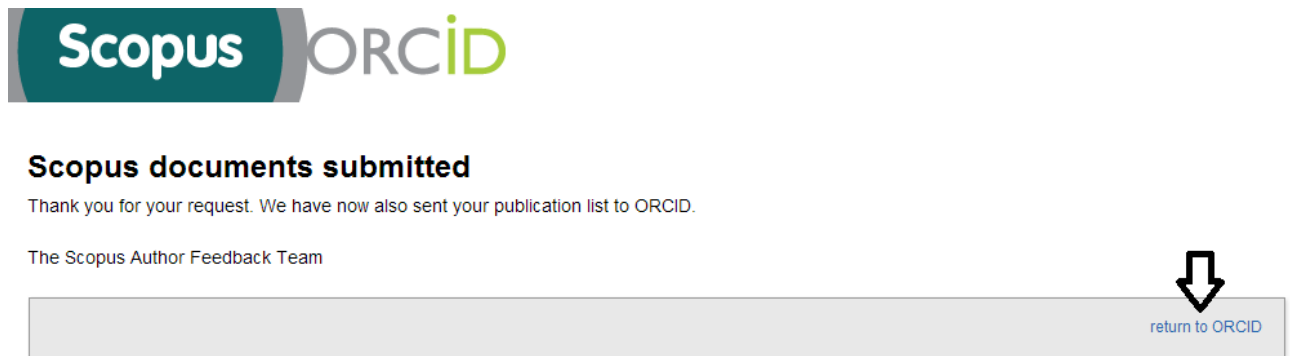 Scopus ORCiD
Scopus documents submitted
Thank you for your request. We have now also sent your publication list to ORCID.
The Scopus Author Feedback Team
return to ORCID